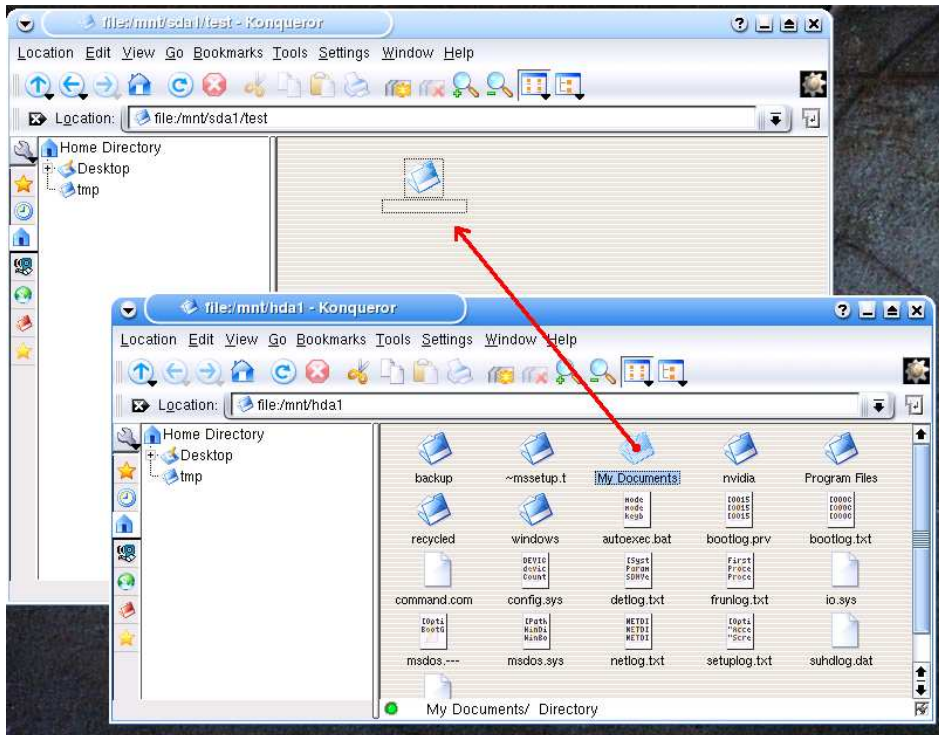 file:/mnt/sda1/test - Konqueror
Location Edit View Go Bookmarks Tools Settings Window Help
Location: file:/mnt/sda1/test
Home Directory
Desktop
tmp
file:/mnt/hda1 - Konqueror
Location Edit View Go Bookmarks Tools Settings Window Help
Location: file:/mnt/hda1
Home Directory
Desktop
tmp
backup ~mssetup.t My Documents nvidia Program Files
recycled windows autoexec.bat bootlog.prv bootlog.txt
command.com config.sys detlog.txt frunlog.txt io.sys
msdos.--- msdos.sys netlog.txt setuplog.txt suhdlog.dat
My Documents/ Directory